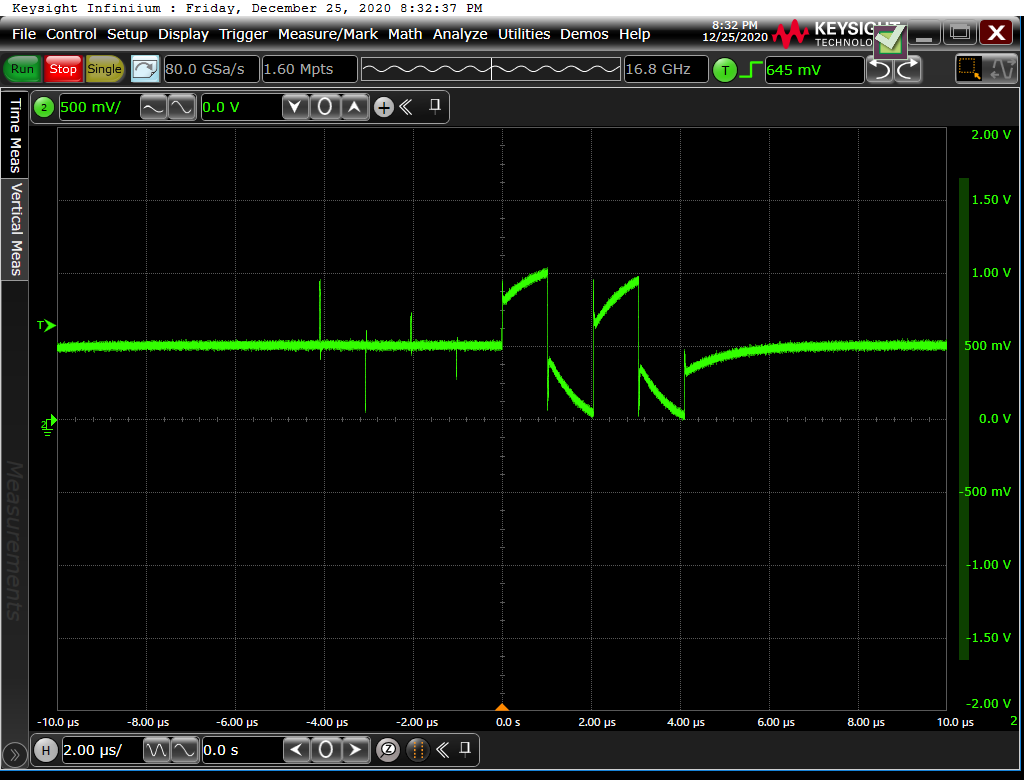 Keysight Infiniium : Friday, December 25, 2020 8:32:37 PM
File Control Setup Display Trigger Measure/Mark Math Analyze Utilities Demos Help
8:32 PM
12/25/2020
KEYSIGHT
Run Stop Single 80.0 GSa/s 1.60 Mpts 16.8 GHz T 645 mV
2 500 mV/ 0.0 V
Time Meas
Vertical Meas
Measurements
2.00 V
1.50 V
1.00 V
T
500 mV
2
0.0 V
-500 mV
-1.00 V
-1.50 V
-2.00 V
-10.0 µs -8.00 µs -6.00 µs -4.00 µs -2.00 µs 0.0 s 2.00 µs 4.00 µs 6.00 µs 8.00 µs 10.0 µs 2
H 2.00 µs/ 0.0 s